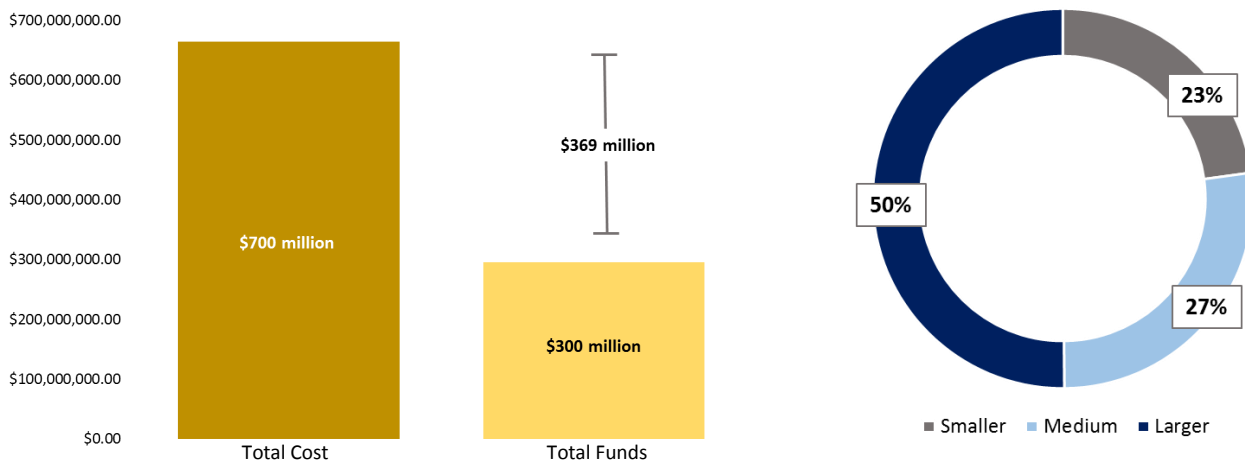 $700,000,000.00
$600,000,000.00
$500,000,000.00
$400,000,000.00
$300,000,000.00
$200,000,000.00
$100,000,000.00
$0.00
$700 million
$369 million
$300 million
Total Cost
Total Funds
23%
50%
27%
Smaller Medium Larger